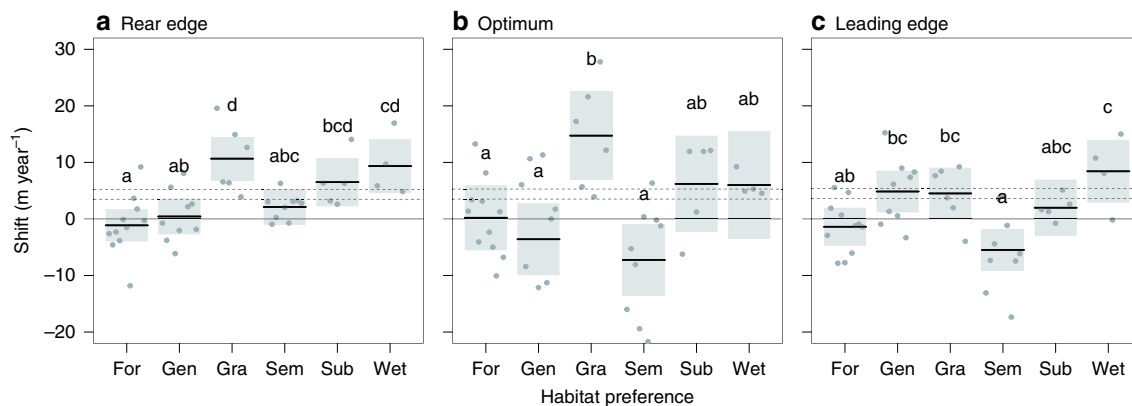 a Rear edge
b Optimum
c Leading edge
Shift (m year⁻¹)
30
20
10
0
−10
−20
a
ab
d
abc
bcd
cd
a
a
b
a
ab
ab
ab
bc
bc
a
abc
c
For Gen Gra Sem Sub Wet
For Gen Gra Sem Sub Wet
For Gen Gra Sem Sub Wet
Habitat preference